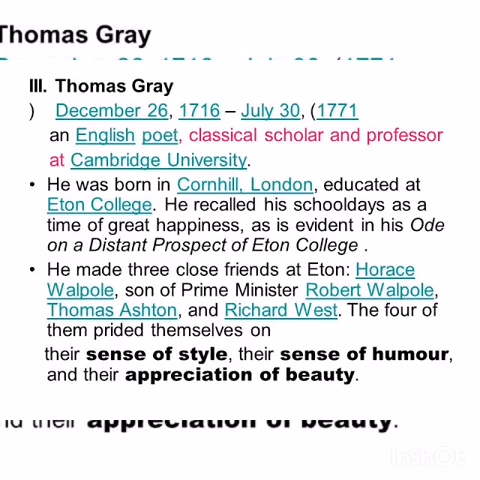 Thomas Gray
III. Thomas Gray
) December 26, 1716 – July 30, (1771
an English poet, classical scholar and professor
at Cambridge University.
• He was born in Cornhill, London, educated at
Eton College. He recalled his schooldays as a
time of great happiness, as is evident in his Ode
on a Distant Prospect of Eton College .
• He made three close friends at Eton: Horace
Walpole, son of Prime Minister Robert Walpole,
Thomas Ashton, and Richard West. The four of
them prided themselves on
their sense of style, their sense of humour,
and their appreciation of beauty.
nd their appreciation of beauty.